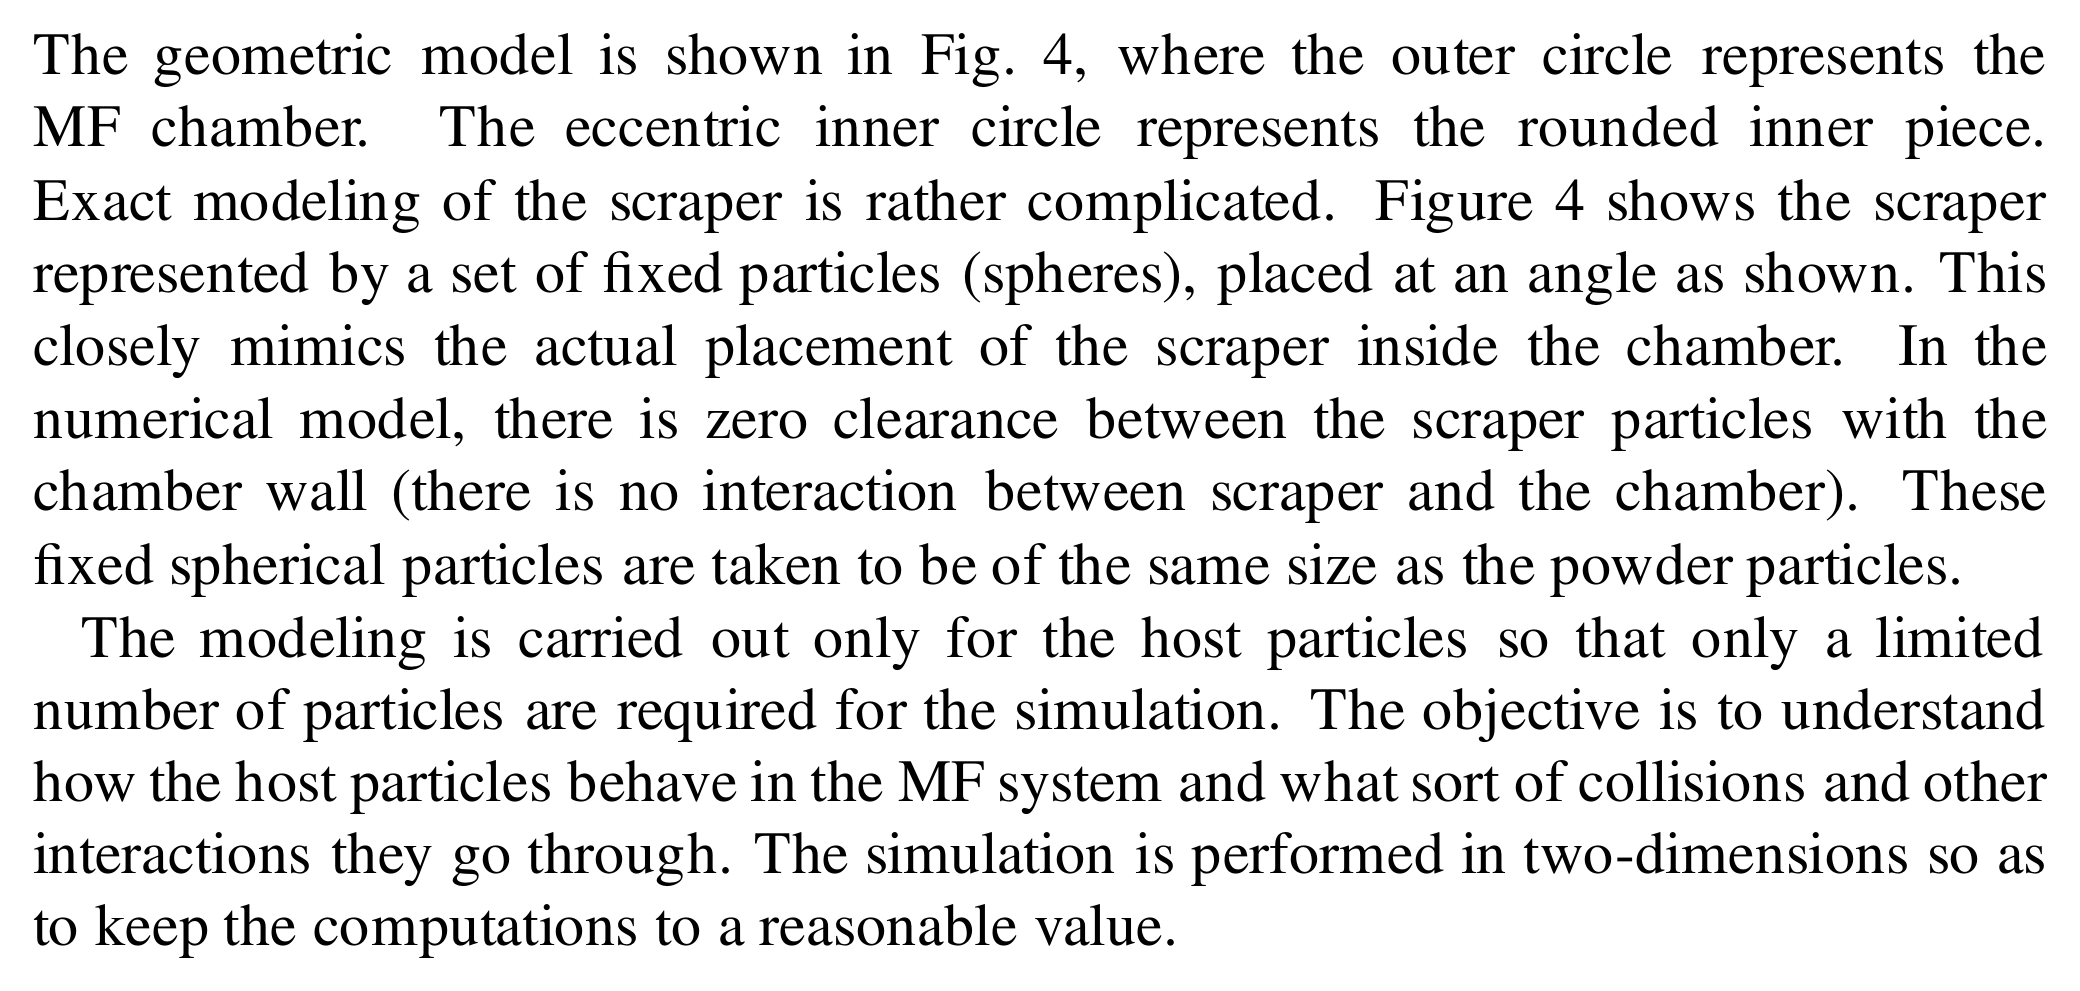 The geometric model is shown in Fig. 4, where the outer circle represents the
MF chamber. The eccentric inner circle represents the rounded inner piece.
Exact modeling of the scraper is rather complicated. Figure 4 shows the scraper
represented by a set of fixed particles (spheres), placed at an angle as shown. This
closely mimics the actual placement of the scraper inside the chamber. In the
numerical model, there is zero clearance between the scraper particles with the
chamber wall (there is no interaction between scraper and the chamber). These
fixed spherical particles are taken to be of the same size as the powder particles.
The modeling is carried out only for the host particles so that only a limited
number of particles are required for the simulation. The objective is to understand
how the host particles behave in the MF system and what sort of collisions and other
interactions they go through. The simulation is performed in two-dimensions so as
to keep the computations to a reasonable value.